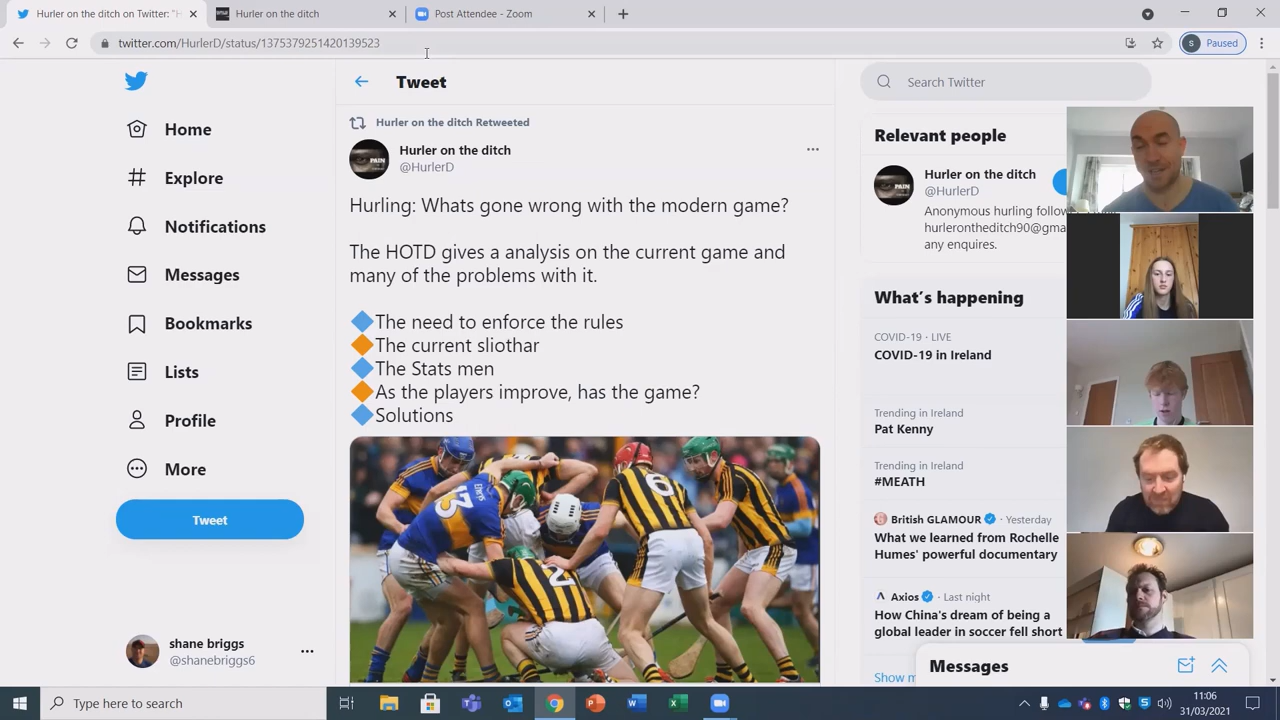 Hurler on the ditch on Twitter: "H
Hurler on the ditch
Post Attendee - Zoom
twitter.com/HurlerD/status/1375379251420139523
S Paused
Tweet
Search Twitter
Home
Explore
Notifications
Messages
Bookmarks
Lists
Profile
More
Tweet
shane briggs
@shanebriggs6
Hurler on the ditch Retweeted
Hurler on the ditch
@HurlerD
Hurling: Whats gone wrong with the modern game?
The HOTD gives a analysis on the current game and
many of the problems with it.
The need to enforce the rules
The current sliothar
The Stats men
As the players improve, has the game?
Solutions
PAIN
3
6
2
Relevant people
PAIN
Hurler on the ditch
@HurlerD
Anonymous hurling follow
hurlerontheditch90@gma
any enquires.
What's happening
COVID-19 · LIVE
COVID-19 in Ireland
Trending in Ireland
Pat Kenny
Trending in Ireland
#MEATH
British GLAMOUR · Yesterday
What we learned from Rochelle
Humes' powerful documentary
Axios · Last night
How China's dream of being a
global leader in soccer fell short
Show m
Messages
Type here to search
11:06
31/03/2021